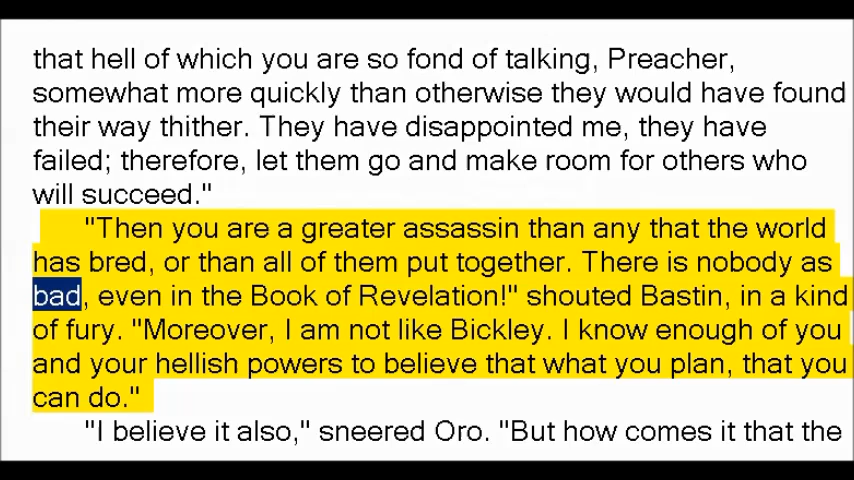 that hell of which you are so fond of talking, Preacher,
somewhat more quickly than otherwise they would have found
their way thither. They have disappointed me, they have
failed; therefore, let them go and make room for others who
will succeed."
"Then you are a greater assassin than any that the world
has bred, or than all of them put together. There is nobody as
bad, even in the Book of Revelation!" shouted Bastin, in a kind
of fury. "Moreover, I am not like Bickley. I know enough of you
and your hellish powers to believe that what you plan, that you
can do."
"I believe it also," sneered Oro. "But how comes it that the